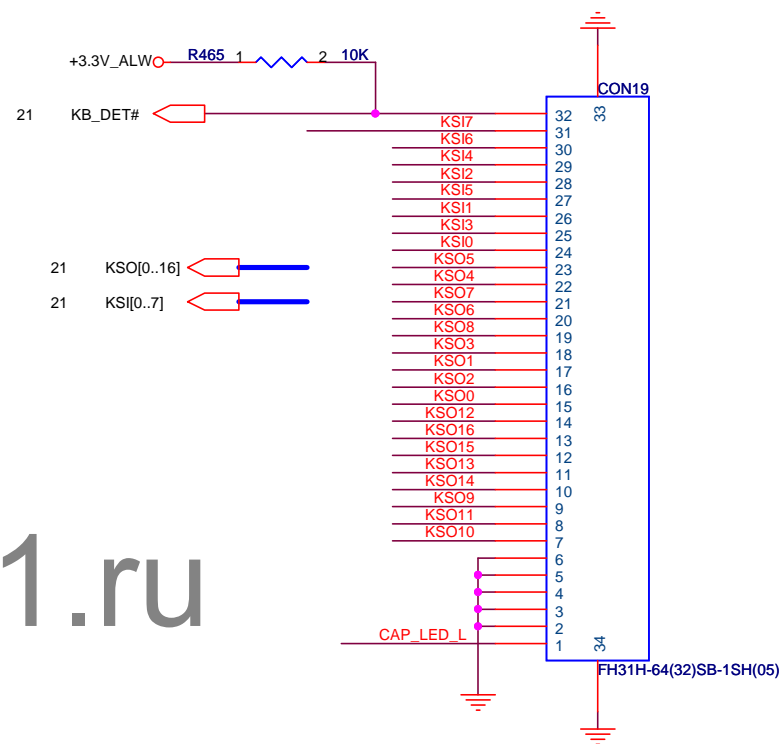 CON19
+3.3V_ALW R465 1 2 10K
33
21 KB_DET# 32
KSI7 31
KSI6 30
KSI4 29
KSI2 28
KSI5 27
KSI1 26
KSI3 25
KSI0 24
21 KSO[0..16] KSO5 23
KSO4 22
21 KSI[0..7] KSO7 21
KSO6 20
KSO8 19
KSO3 18
KSO1 17
KSO2 16
KSO0 15
KSO12 14
KSO16 13
KSO15 12
KSO13 11
KSO14 10
KSO9 9
KSO11 8
KSO10 7
1.ru
6
5
4
3
2
CAP_LED_L 1
34
FH31H-64(32)SB-1SH(05)